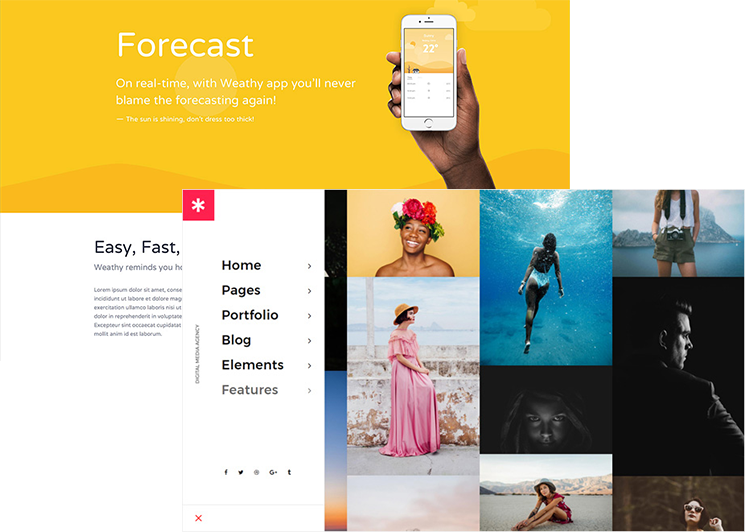 Forecast
On real-time, with Weathy app you'll never
blame the forecasting again!
— The sun is shining, don't dress too thick!
22°
Easy, Fast,
Weathy reminds you ho
Lorem ipsum dolor sit amet, conse
incididunt ut labore et dolore mag
exercitation ullamco laboris nisi ut
dolor in reprehenderit in voluptate
Excepteur sint occaecat cupidatat
mollit anim id est laborum.
Home
Pages
Portfolio
Blog
Elements
Features
DIGITAL MEDIA AGENCY